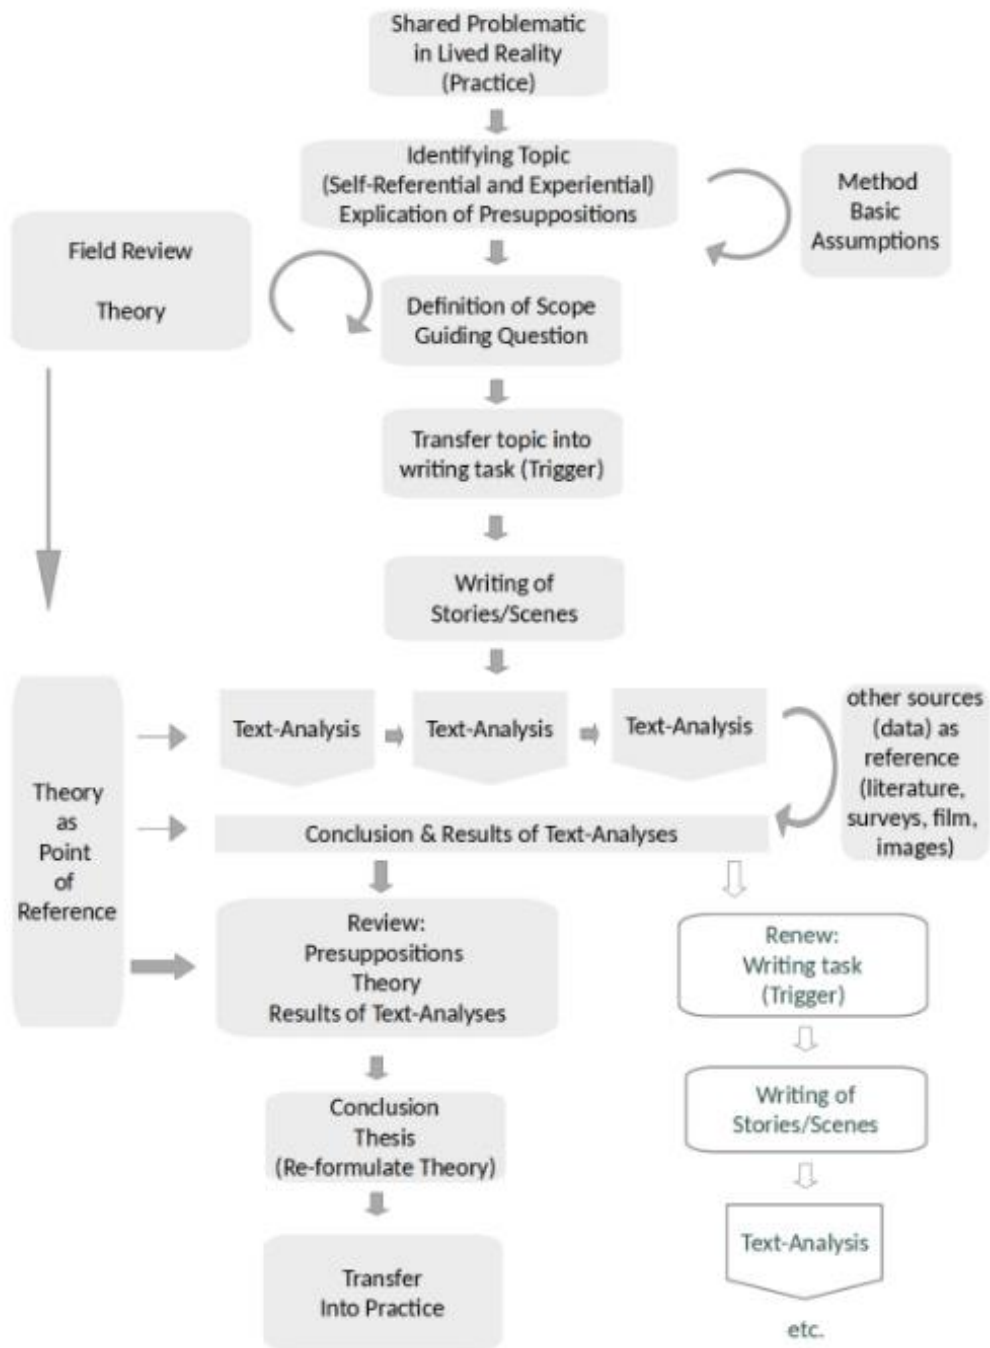 Shared Problematic
in Lived Reality
(Practice)
Identifying Topic
(Self-Referential and Experiential)
Explication of Presuppositions
Method
Basic
Assumptions
Field Review
Theory
Definition of Scope
Guiding Question
Transfer topic into
writing task (Trigger)
Writing of
Stories/Scenes
Text-Analysis
Text-Analysis
Text-Analysis
other sources
(data) as
reference
(literature,
surveys, film,
images)
Theory
as
Point
of
Reference
Conclusion & Results of Text-Analyses
Review:
Presuppositions
Theory
Results of Text-Analyses
Renew:
Writing task
(Trigger)
Writing of
Stories/Scenes
Conclusion
Thesis
(Re-formulate Theory)
Text-Analysis
Transfer
Into Practice
etc.